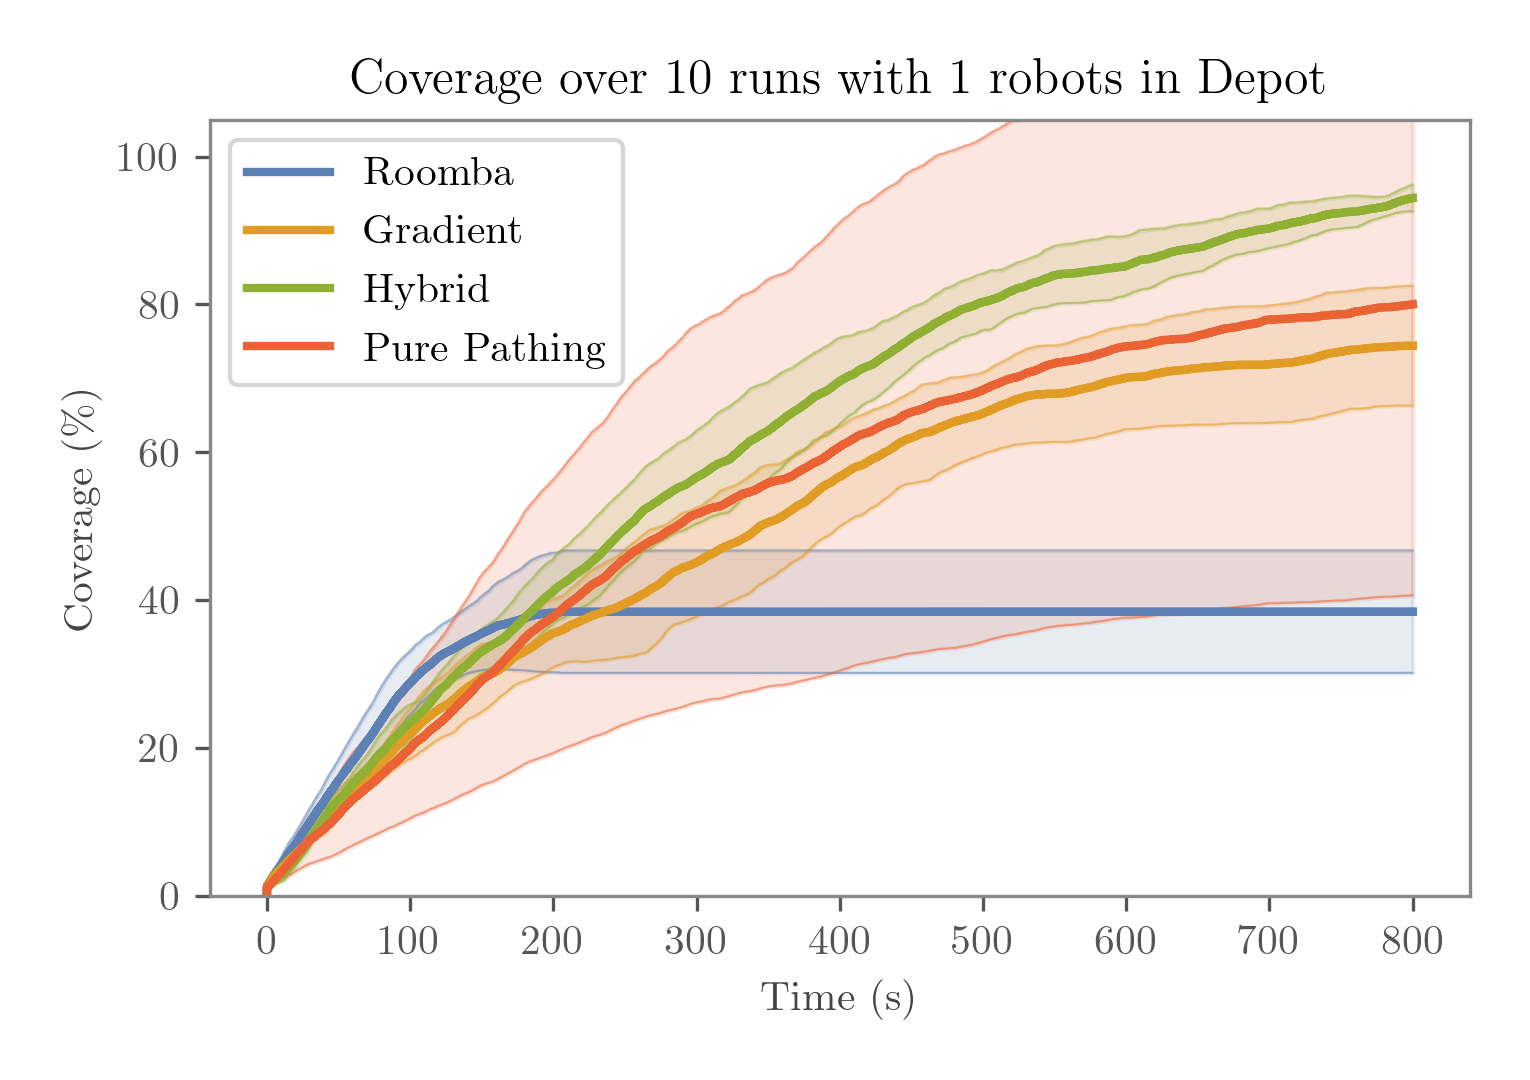 Coverage over 10 runs with 1 robots in Depot
Roomba
Gradient
Hybrid
Pure Pathing
100
80
60
40
20
0
Coverage (%)
0 100 200 300 400 500 600 700 800
Time (s)